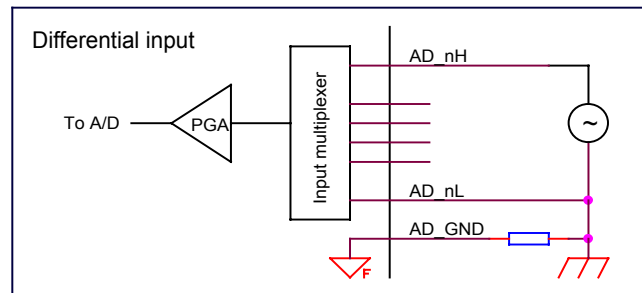 Differential input
AD_nH
To A/D
PGA
Input multiplexer
~
AD_nL
AD_GND
F